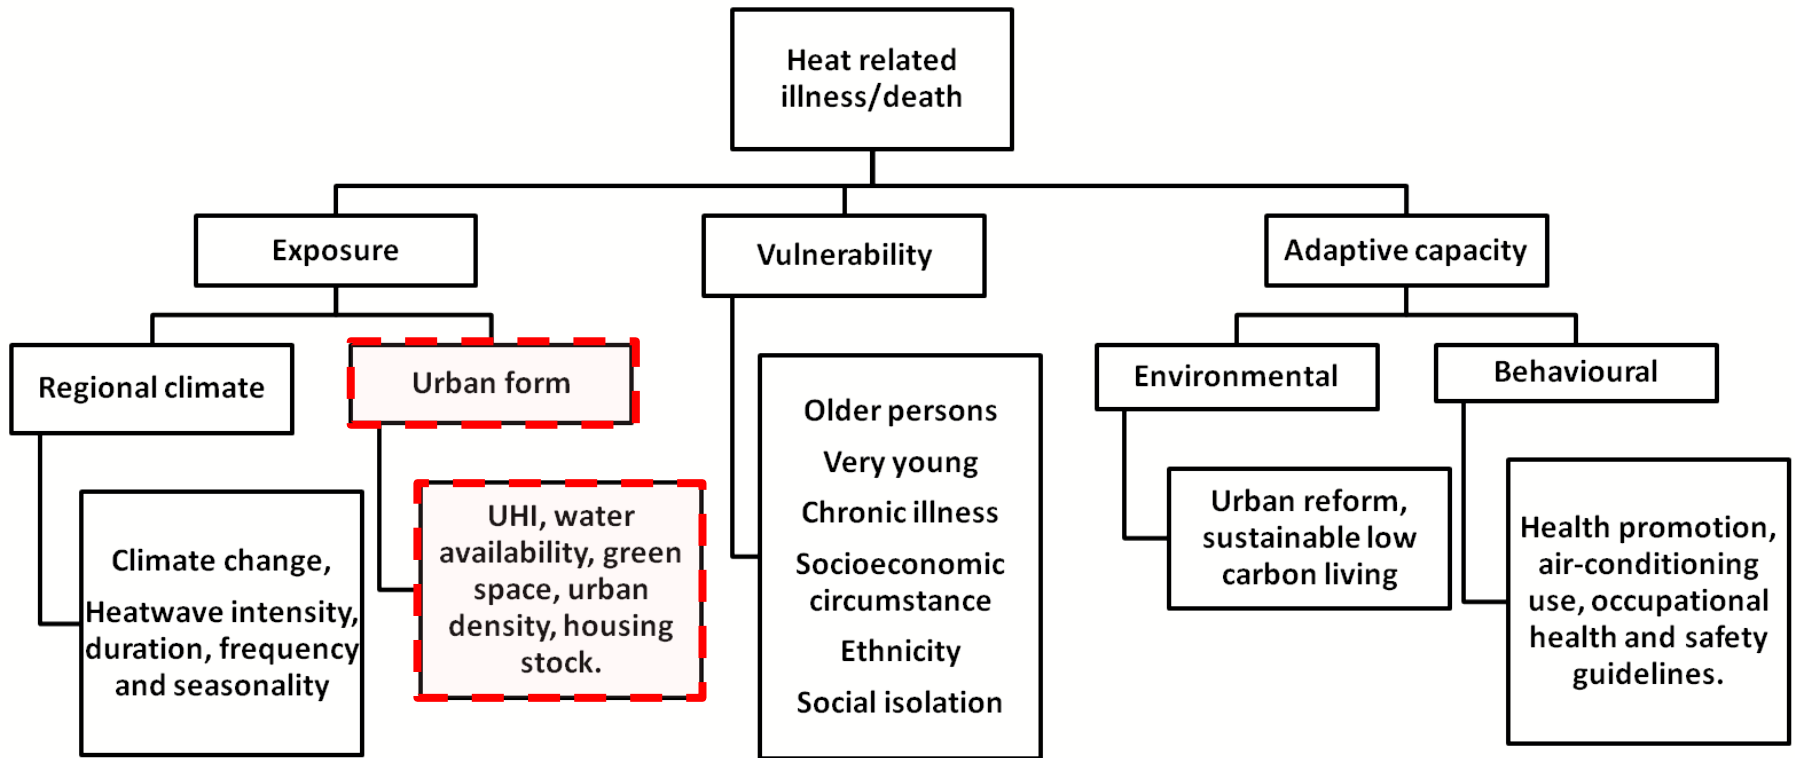 Heat related
illness/death
Exposure
Vulnerability
Adaptive capacity
Regional climate
Urban form
Environmental
Behavioural
Climate change,
Heatwave intensity,
duration, frequency
and seasonality
UHI, water
availability, green
space, urban
density, housing
stock.
Older persons
Very young
Chronic illness
Socioeconomic
circumstance
Ethnicity
Social isolation
Urban reform,
sustainable low
carbon living
Health promotion,
air-conditioning
use, occupational
health and safety
guidelines.